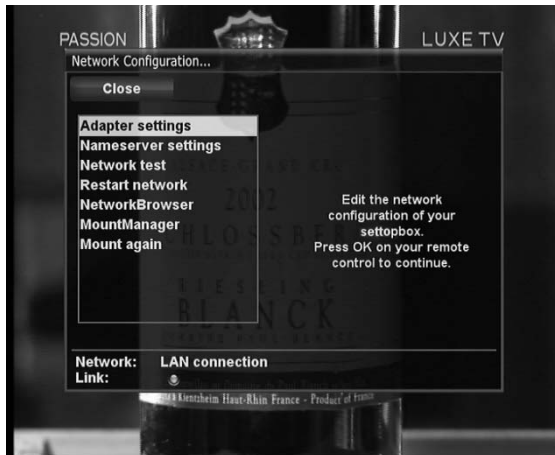 PASSION
LUXE TV
Network Configuration...
Close
Adapter settings
Nameserver settings
Network test
Restart network
NetworkBrowser
MountManager
Mount again
Edit the network
configuration of your
settopbox.
Press OK on your remote
control to continue.
2002
SCHLOSSBERG
RIESLING
BLANCK
Network: LAN connection
Link:
Kientzheim Haut-Rhin France - Product of France